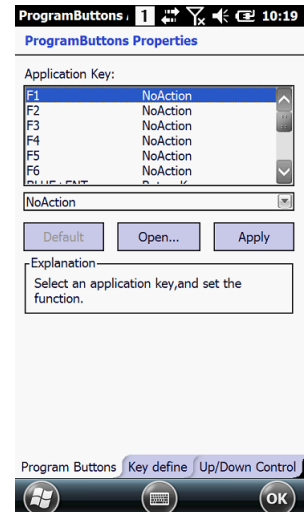 ProgramButtons 1 10:19
ProgramButtons Properties
Application Key:
F1 NoAction
F2 NoAction
F3 NoAction
F4 NoAction
F5 NoAction
F6 NoAction
NoAction
Default Open... Apply
Explanation
Select an application key,and set the
function.
Program Buttons Key define Up/Down Control
OK